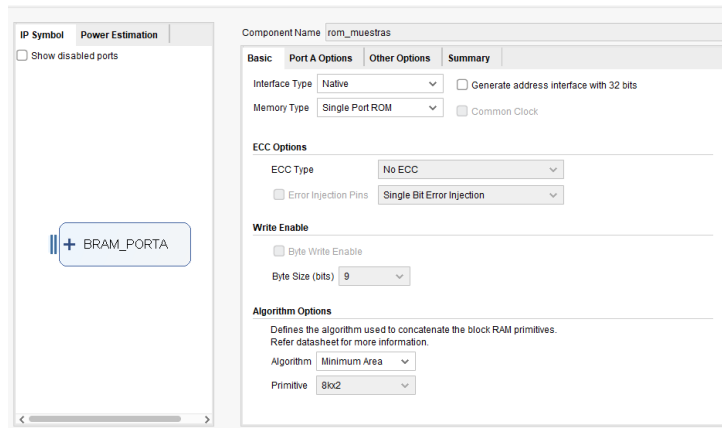 IP Symbol Power Estimation
Show disabled ports
BRAM_PORTA
Component Name rom_muestras
Basic Port A Options Other Options Summary
Interface Type Native Generate address interface with 32 bits
Memory Type Single Port ROM Common Clock
ECC Options
ECC Type No ECC
Error Injection Pins Single Bit Error Injection
Write Enable
Byte Write Enable
Byte Size (bits) 9
Algorithm Options
Defines the algorithm used to concatenate the block RAM primitives.
Refer datasheet for more information.
Algorithm Minimum Area
Primitive 8kx2